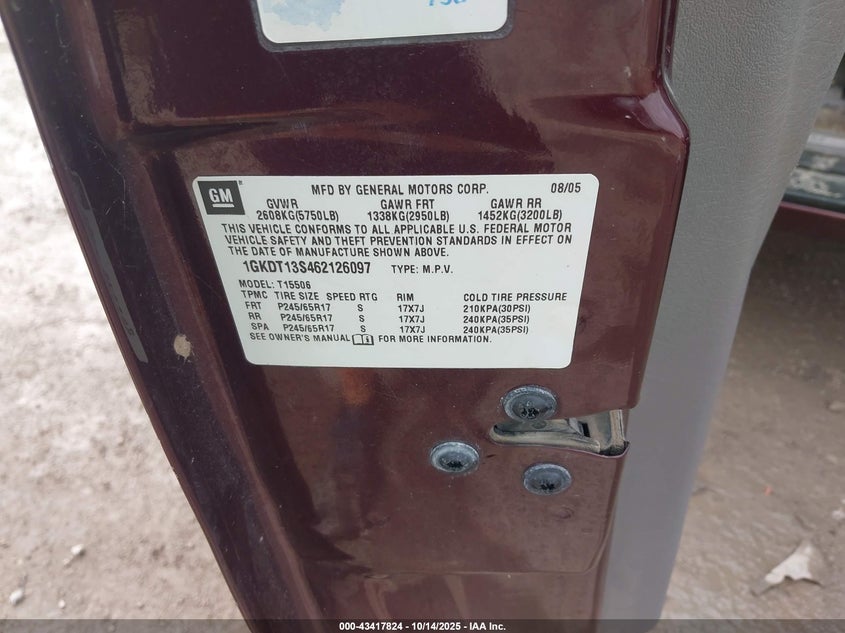 GM
MFD BY GENERAL MOTORS CORP. 08/05
GVWR GAWR FRT GAWR RR
2608KG(5750LB) 1338KG(2950LB) 1452KG(3200LB)
THIS VEHICLE CONFORMS TO ALL APPLICABLE U.S. FEDERAL MOTOR
VEHICLE SAFETY AND THEFT PREVENTION STANDARDS IN EFFECT ON
THE DATE OF MANUFACTURE SHOWN ABOVE.
1GKDT13S462126097 TYPE: M.P.V.
MODEL: T15506
TPMC TIRE SIZE SPEED RTG RIM COLD TIRE PRESSURE
FRT P245/65R17 S 17X7J 210KPA(30PSI)
RR P245/65R17 S 17X7J 240KPA(35PSI)
SPA P245/65R17 S 17X7J 240KPA(35PSI)
SEE OWNER'S MANUAL FOR MORE INFORMATION.
000-43417824 | 10/14/2025 | IAA Inc.